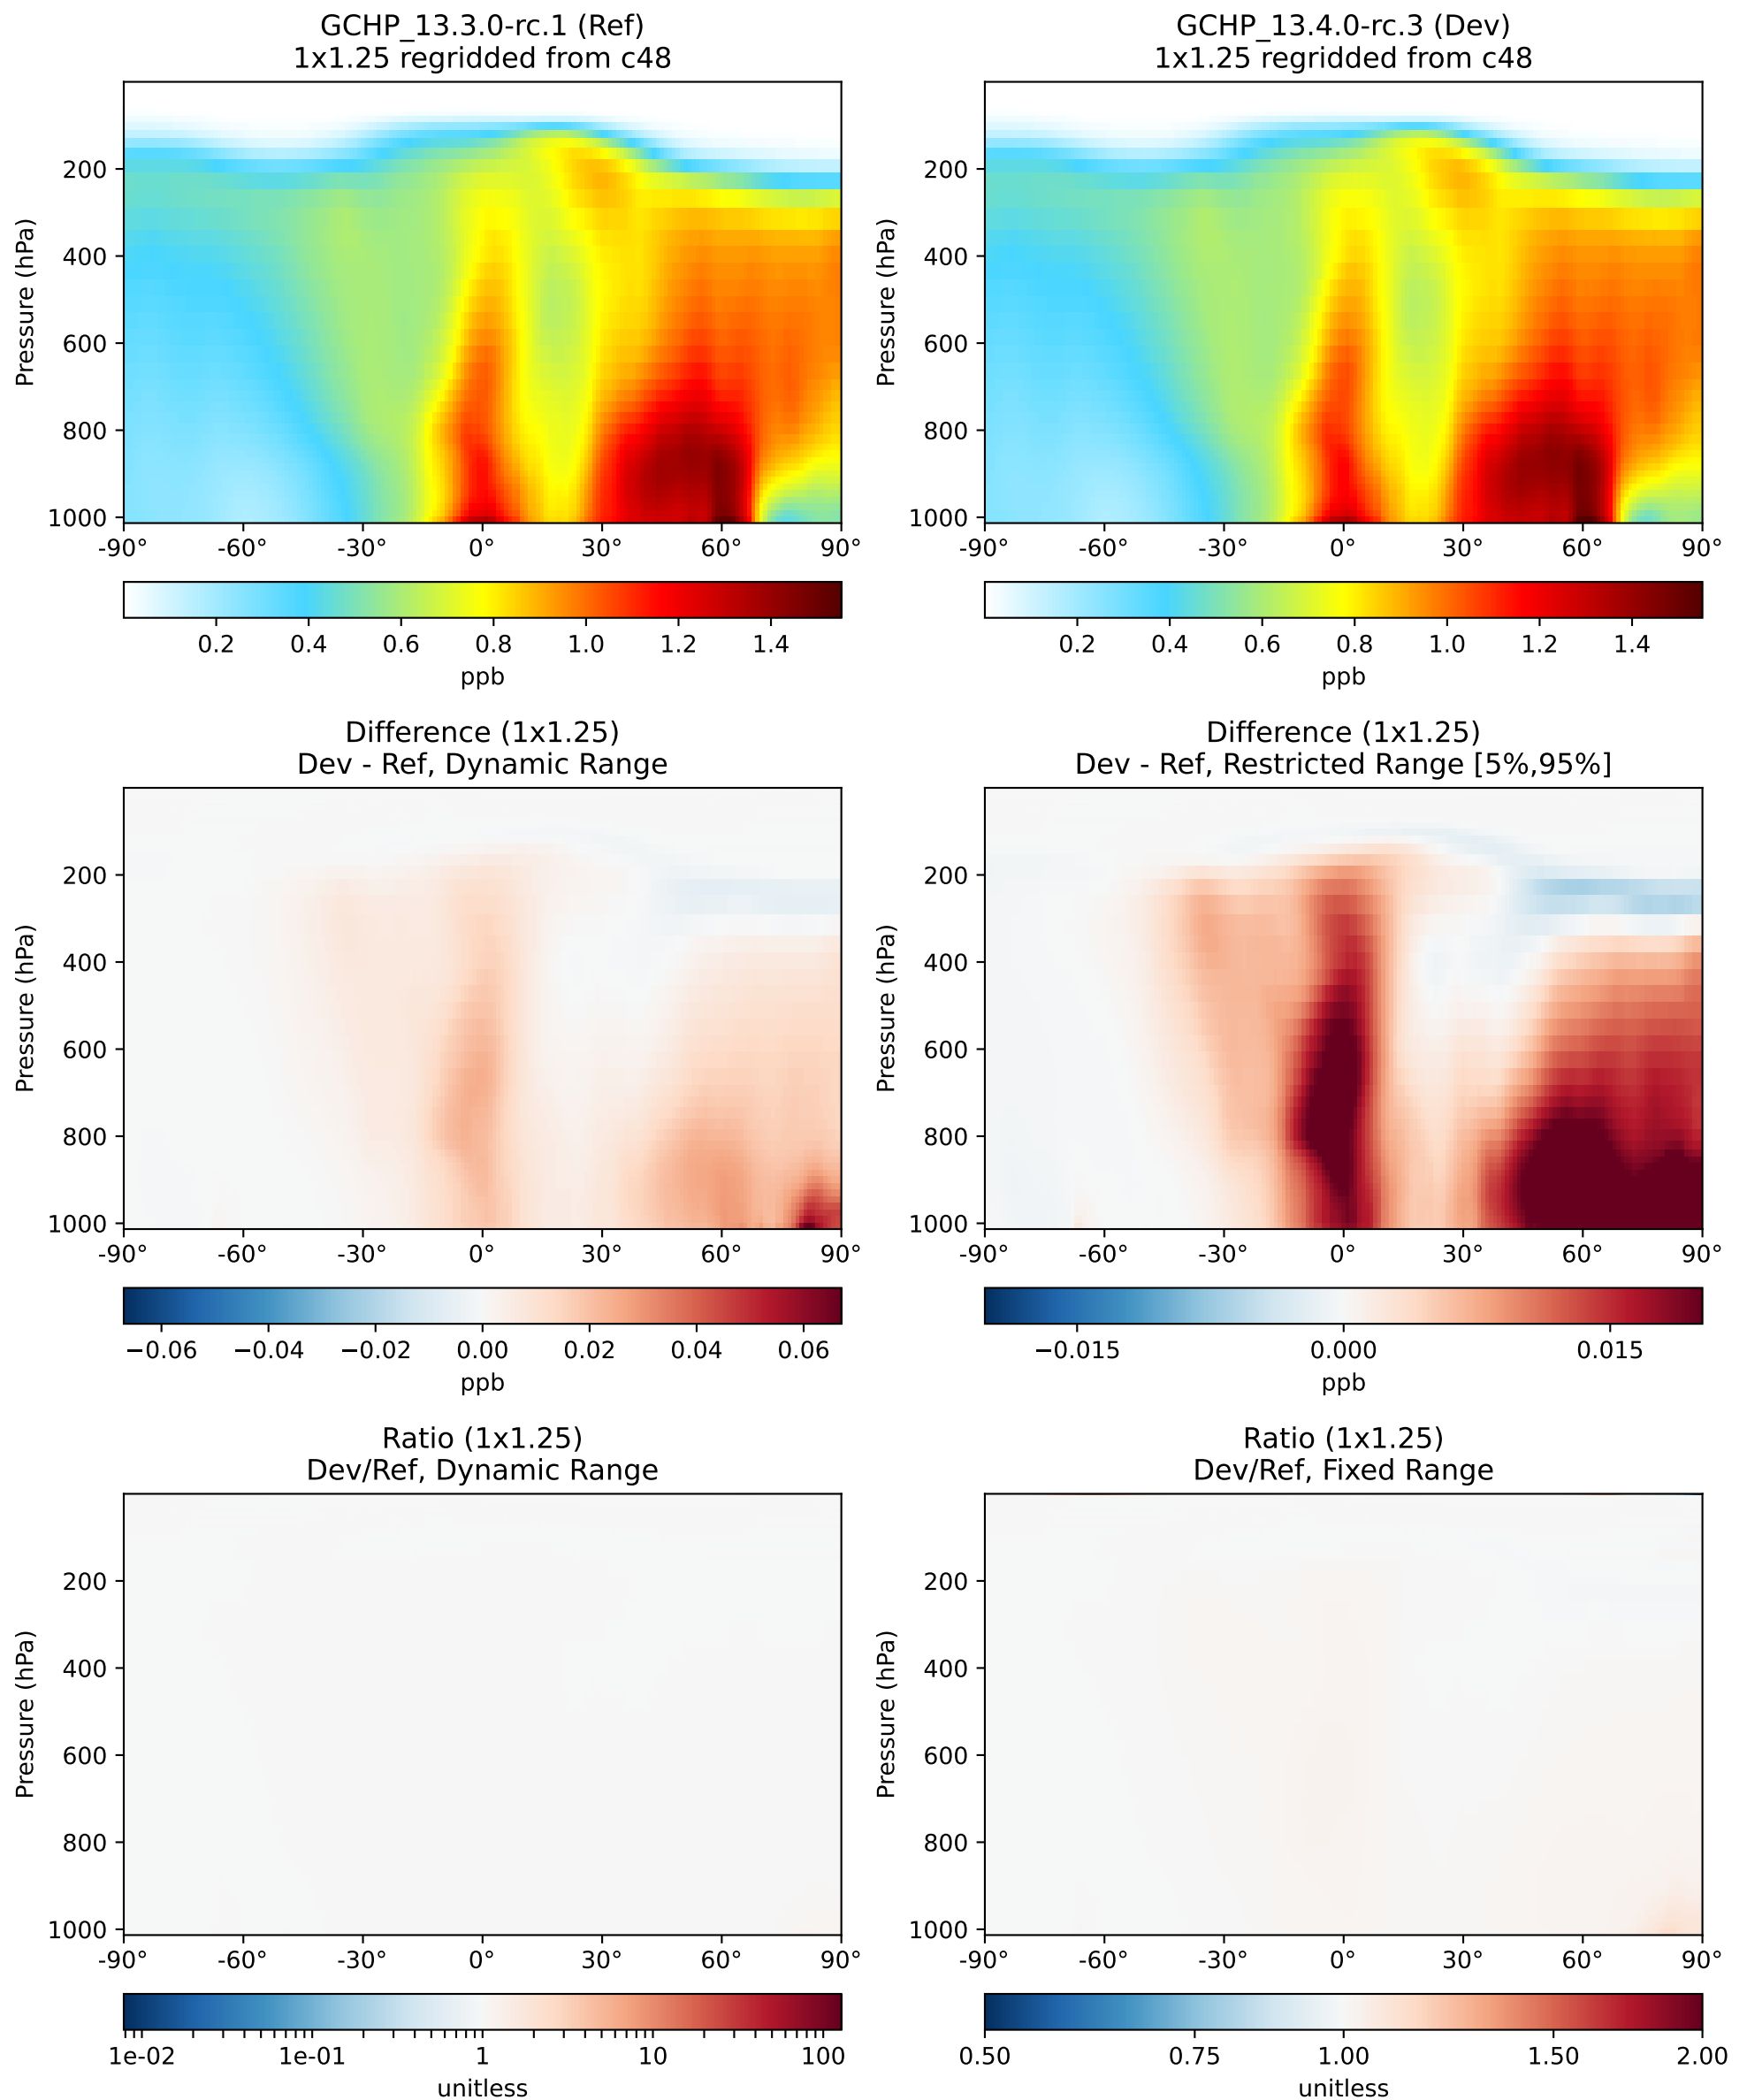 GCHP_13.3.0-rc.1 (Ref)
1x1.25 regridded from c48
Pressure (hPa)
200
400
600
800
1000
-90° -60° -30° 0° 30° 60° 90°
0.2 0.4 0.6 0.8 1.0 1.2 1.4
ppb
GCHP_13.4.0-rc.3 (Dev)
1x1.25 regridded from c48
Pressure (hPa)
200
400
600
800
1000
-90° -60° -30° 0° 30° 60° 90°
0.2 0.4 0.6 0.8 1.0 1.2 1.4
ppb
Difference (1x1.25)
Dev - Ref, Dynamic Range
Pressure (hPa)
200
400
600
800
1000
-90° -60° -30° 0° 30° 60° 90°
−0.06 −0.04 −0.02 0.00 0.02 0.04 0.06
ppb
Difference (1x1.25)
Dev - Ref, Restricted Range [5%,95%]
Pressure (hPa)
200
400
600
800
1000
-90° -60° -30° 0° 30° 60° 90°
−0.015 0.000 0.015
ppb
Ratio (1x1.25)
Dev/Ref, Dynamic Range
Pressure (hPa)
200
400
600
800
1000
-90° -60° -30° 0° 30° 60° 90°
1e-02 1e-01 1 10 100
unitless
Ratio (1x1.25)
Dev/Ref, Fixed Range
Pressure (hPa)
200
400
600
800
1000
-90° -60° -30° 0° 30° 60° 90°
0.50 0.75 1.00 1.50 2.00
unitless